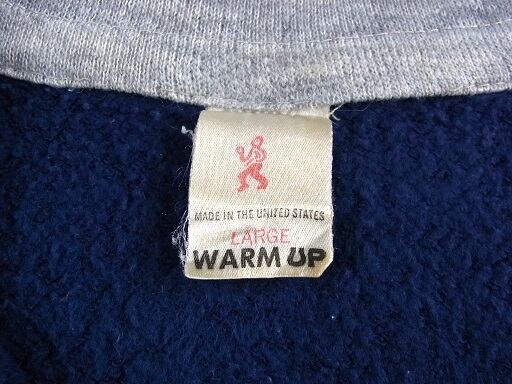 MADE IN THE UNITED STATES
LARGE
WARM UP